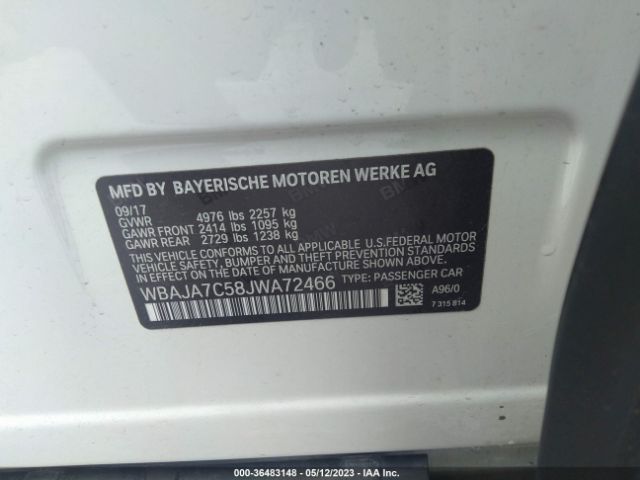 MFD BY BAYERISCHE MOTOREN WERKE AG
09/17
GVWR 4976 lbs 2257 kg
GAWR FRONT 2414 lbs 1095 kg
GAWR REAR 2729 lbs 1238 kg
THIS VEHICLE CONFORMS TO ALL APPLICABLE U.S.FEDERAL MOTOR
VEHICLE SAFETY, BUMPER, AND THEFT PREVENTION STANDARDS
IN EFFECT ON THE DATE OF MANUFACTURE SHOWN ABOVE.
WBAJA7C58JWA72466 TYPE: PASSENGER CAR
A96/0
7 315 814
000-36483148 - 05/12/2023 - IAA Inc.